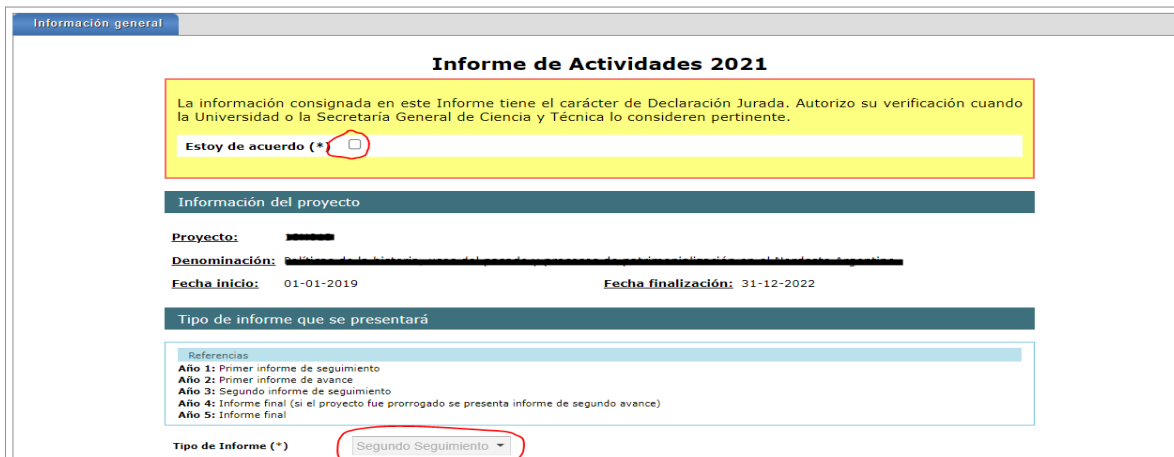 Información general
Informe de Actividades 2021
La información consignada en este Informe tiene el carácter de Declaración Jurada. Autorizo su verificación cuando
la Universidad o la Secretaría General de Ciencia y Técnica lo consideren pertinente.
Estoy de acuerdo (*)
Información del proyecto
Proyecto:
Denominación:
Fecha inicio: 01-01-2019 Fecha finalización: 31-12-2022
Tipo de informe que se presentará
Referencias
Año 1: Primer informe de seguimiento
Año 2: Primer informe de avance
Año 3: Segundo informe de seguimiento
Año 4: Informe final (si el proyecto fue prorrogado se presenta informe de segundo avance)
Año 5: Informe final
Tipo de Informe (*) Segundo Seguimiento